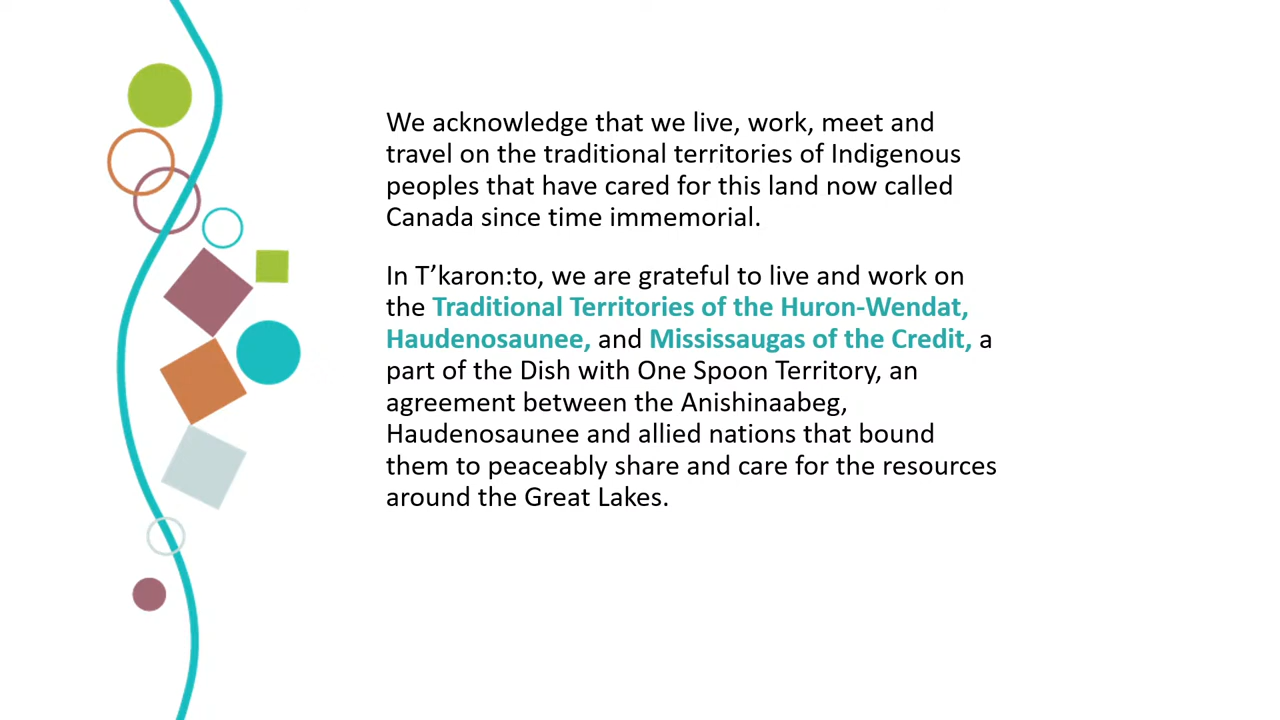 We acknowledge that we live, work, meet and
travel on the traditional territories of Indigenous
peoples that have cared for this land now called
Canada since time immemorial.
In T’karon:to, we are grateful to live and work on
the Traditional Territories of the Huron-Wendat,
Haudenosaunee, and Mississaugas of the Credit, a
part of the Dish with One Spoon Territory, an
agreement between the Anishinaabeg,
Haudenosaunee and allied nations that bound
them to peaceably share and care for the resources
around the Great Lakes.